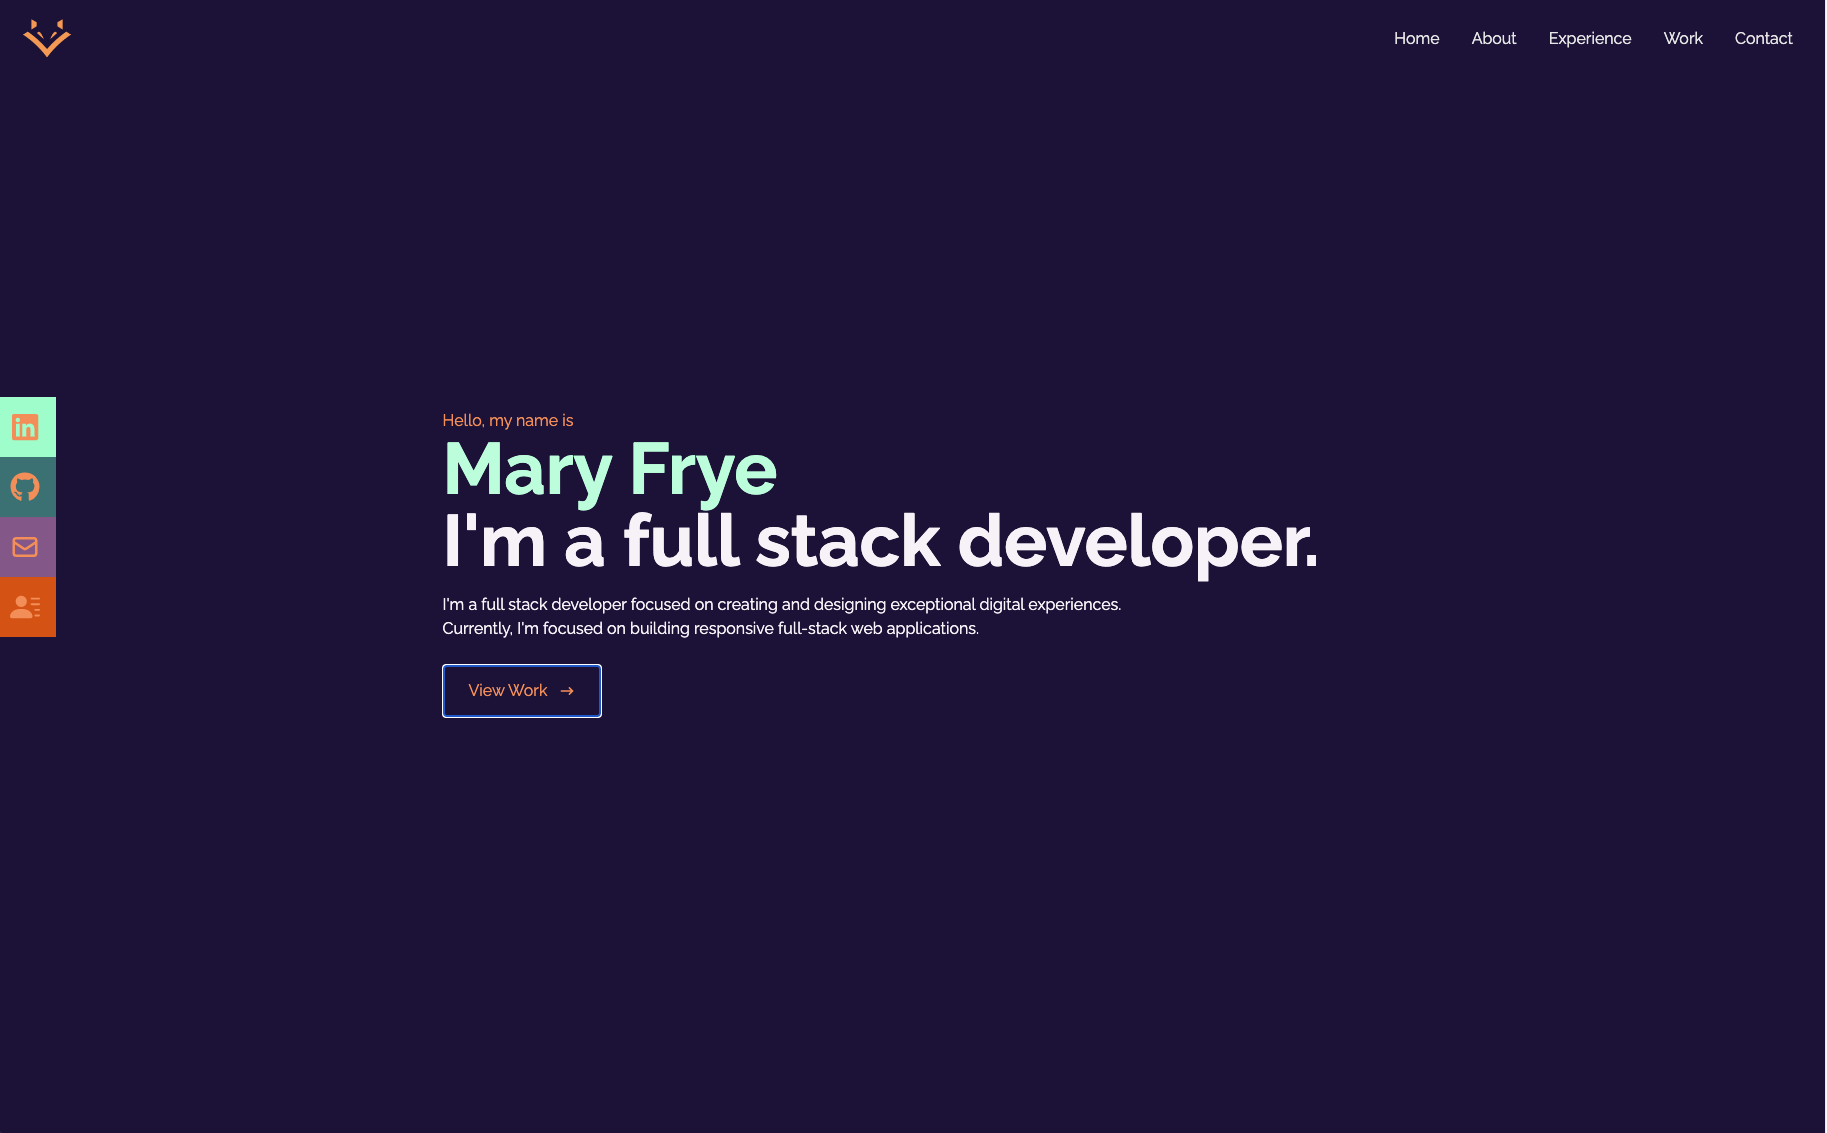 Home About Experience Work Contact
in
Hello, my name is
Mary Frye
I'm a full stack developer.
I'm a full stack developer focused on creating and designing exceptional digital experiences.
Currently, I'm focused on building responsive full-stack web applications.
View Work →